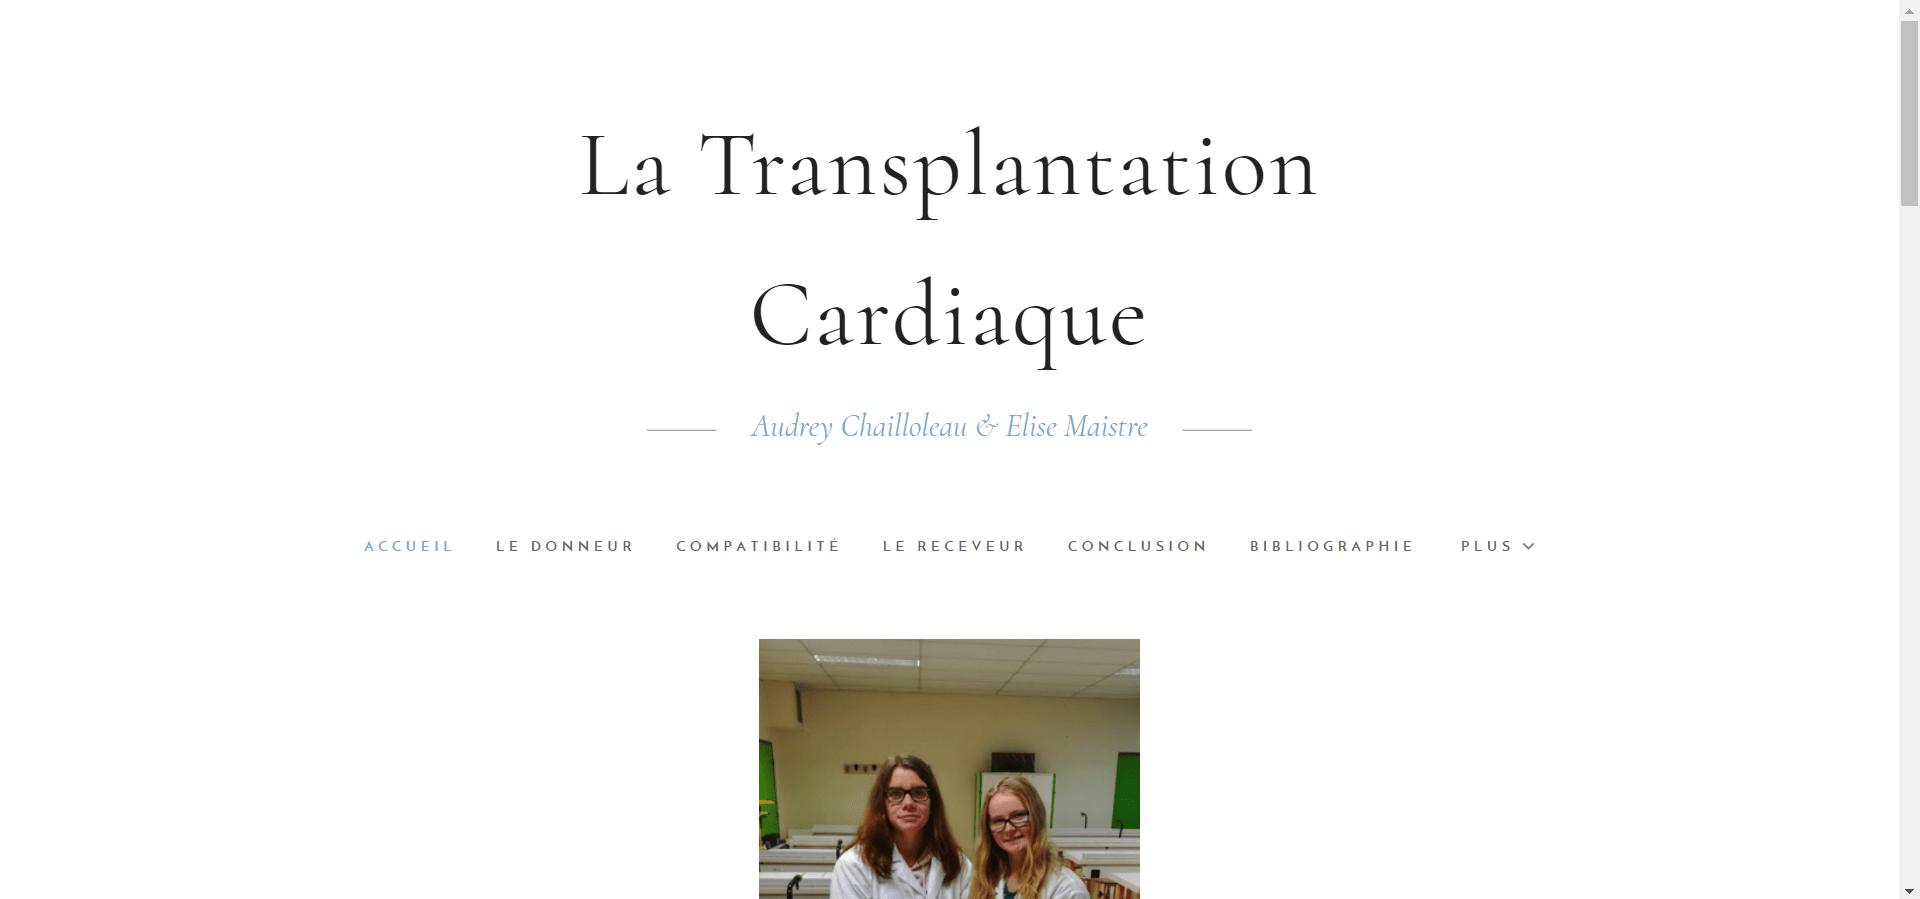 La Transplantation
Cardiaque
Audrey Chailloleau & Elise Maistre
ACCUEIL LE DONNEUR COMPATIBILITÉ LE RECEVEUR CONCLUSION BIBLIOGRAPHIE PLUS